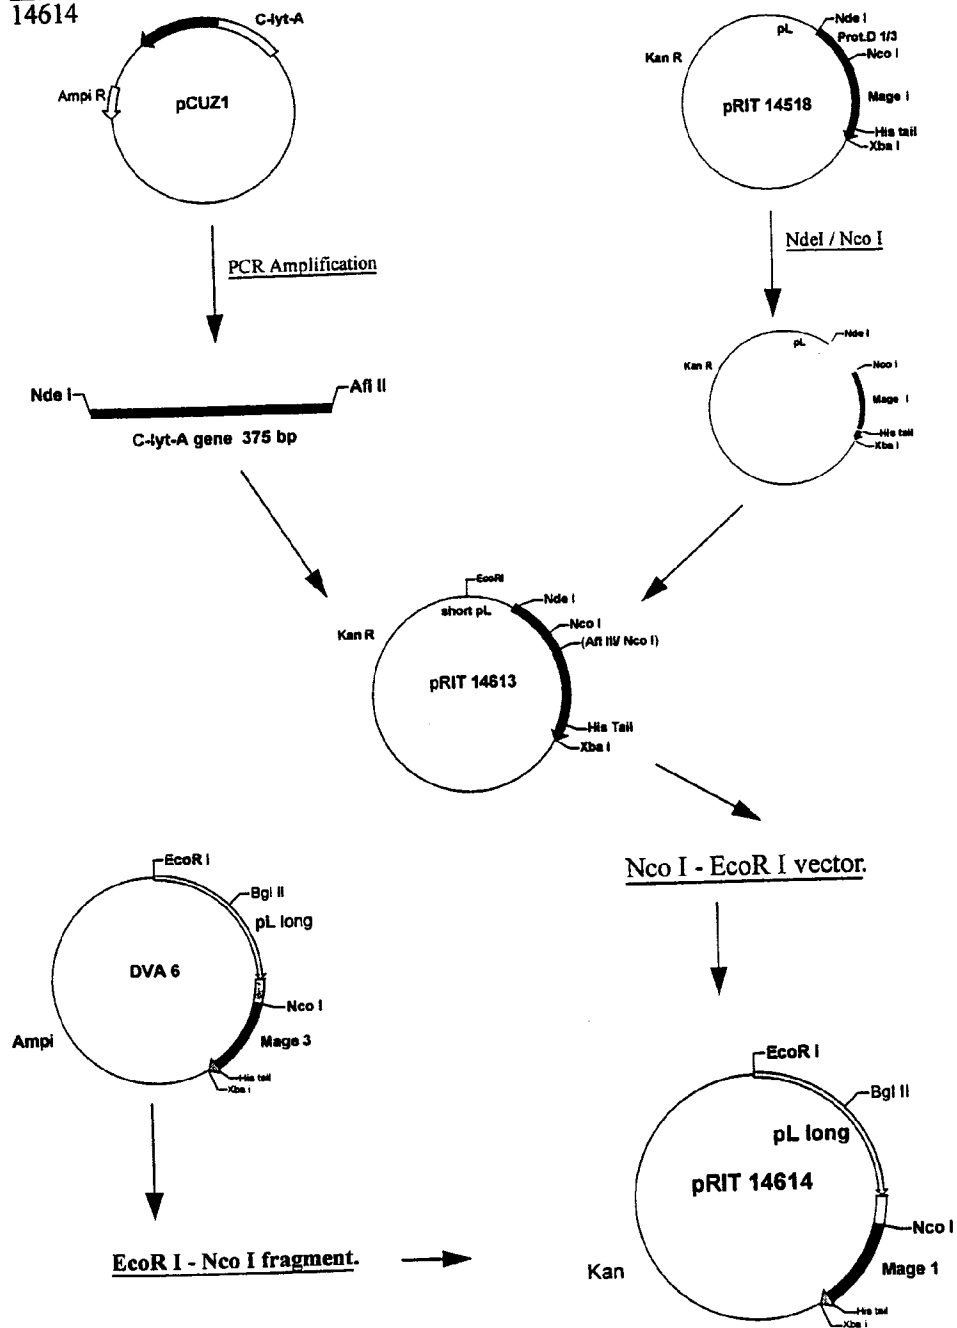 14614
C-lyt-A
Ampi R
pCUZ1
Nde I
pL
Prot.D 1/3
Kan R
Nco I
pRIT 14518
Mage I
His tail
Xba I
PCR Amplification
NdeI / Nco I
Nde I
pL
Kan R
Nco I
Mage I
His tail
Xba I
Nde I
Afl II
C-lyt-A gene 375 bp
EcoRI
short pL
Nde I
Kan R
Nco I
(Afl III/ Nco I)
pRIT 14613
His Tail
Xba I
Nco I - EcoR I vector.
EcoR I
Bgl II
pL long
DVA 6
Nco I
Ampi
Mage 3
His tail
Xba i
EcoR I - Nco I fragment.
EcoR I
Bgl II
pL long
pRIT 14614
Nco I
Kan
Mage 1
His tail
Xba i